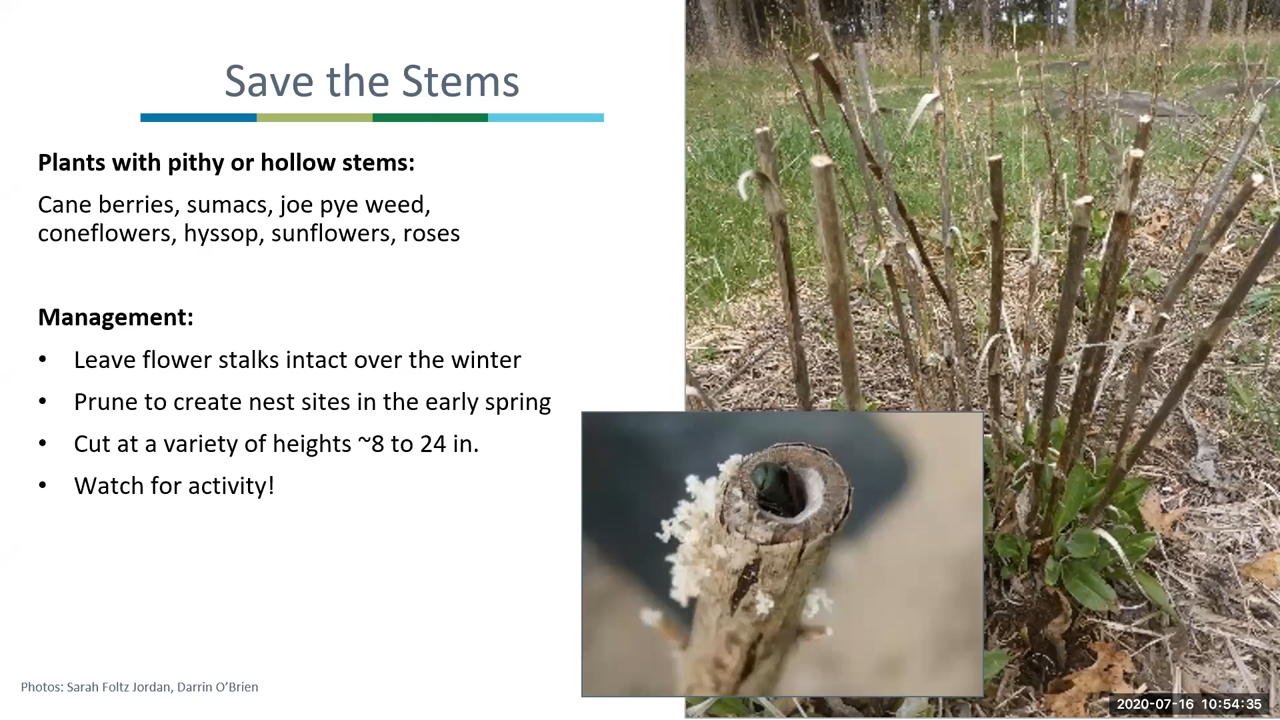 Save the Stems
Plants with pithy or hollow stems:
Cane berries, sumacs, joe pye weed,
coneflowers, hyssop, sunflowers, roses
Management:
• Leave flower stalks intact over the winter
• Prune to create nest sites in the early spring
• Cut at a variety of heights ~8 to 24 in.
• Watch for activity!
Photos: Sarah Foltz Jordan, Darrin O’Brien
2020-07-16 10:54:35